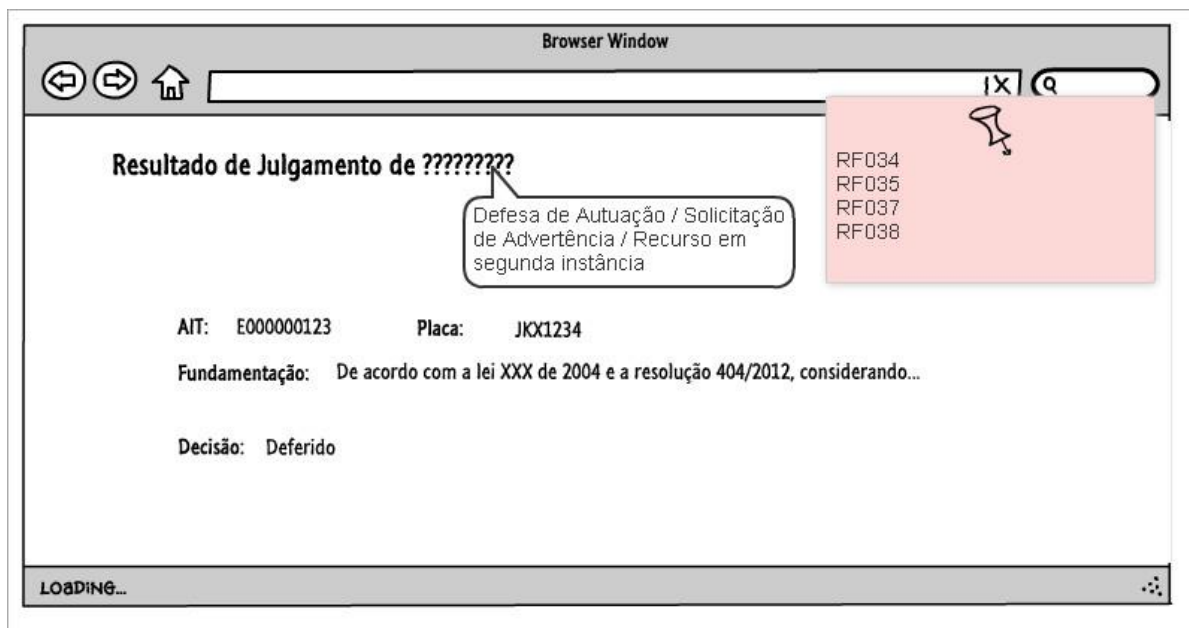 Browser Window
Resultado de Julgamento de ?????????
Defesa de Autuação / Solicitação
de Advertência / Recurso em
segunda instância
RF034
RF035
RF037
RF038
AIT: E000000123 Placa: JKX1234
Fundamentação: De acordo com a lei XXX de 2004 e a resolução 404/2012, considerando...
Decisão: Deferido
LOADING...